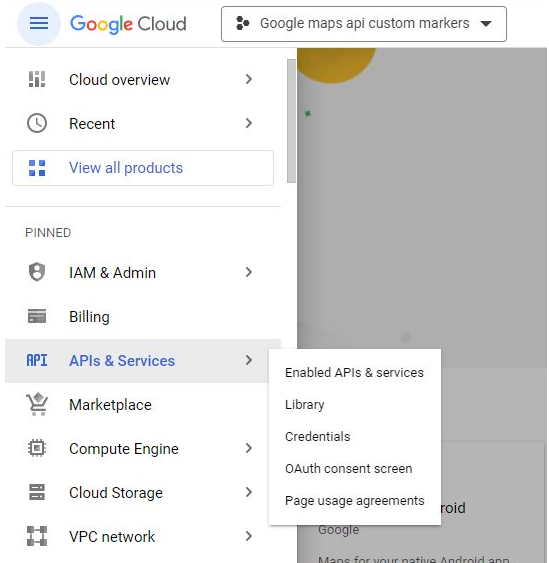 Google Cloud
Google maps api custom markers
Cloud overview
Recent
View all products
PINNED
IAM & Admin
Billing
API APIs & Services
Enabled APIs & services
Library
Credentials
OAuth consent screen
Page usage agreements
Marketplace
Compute Engine
Cloud Storage
VPC network
roid
Google
Maps for your native Android app